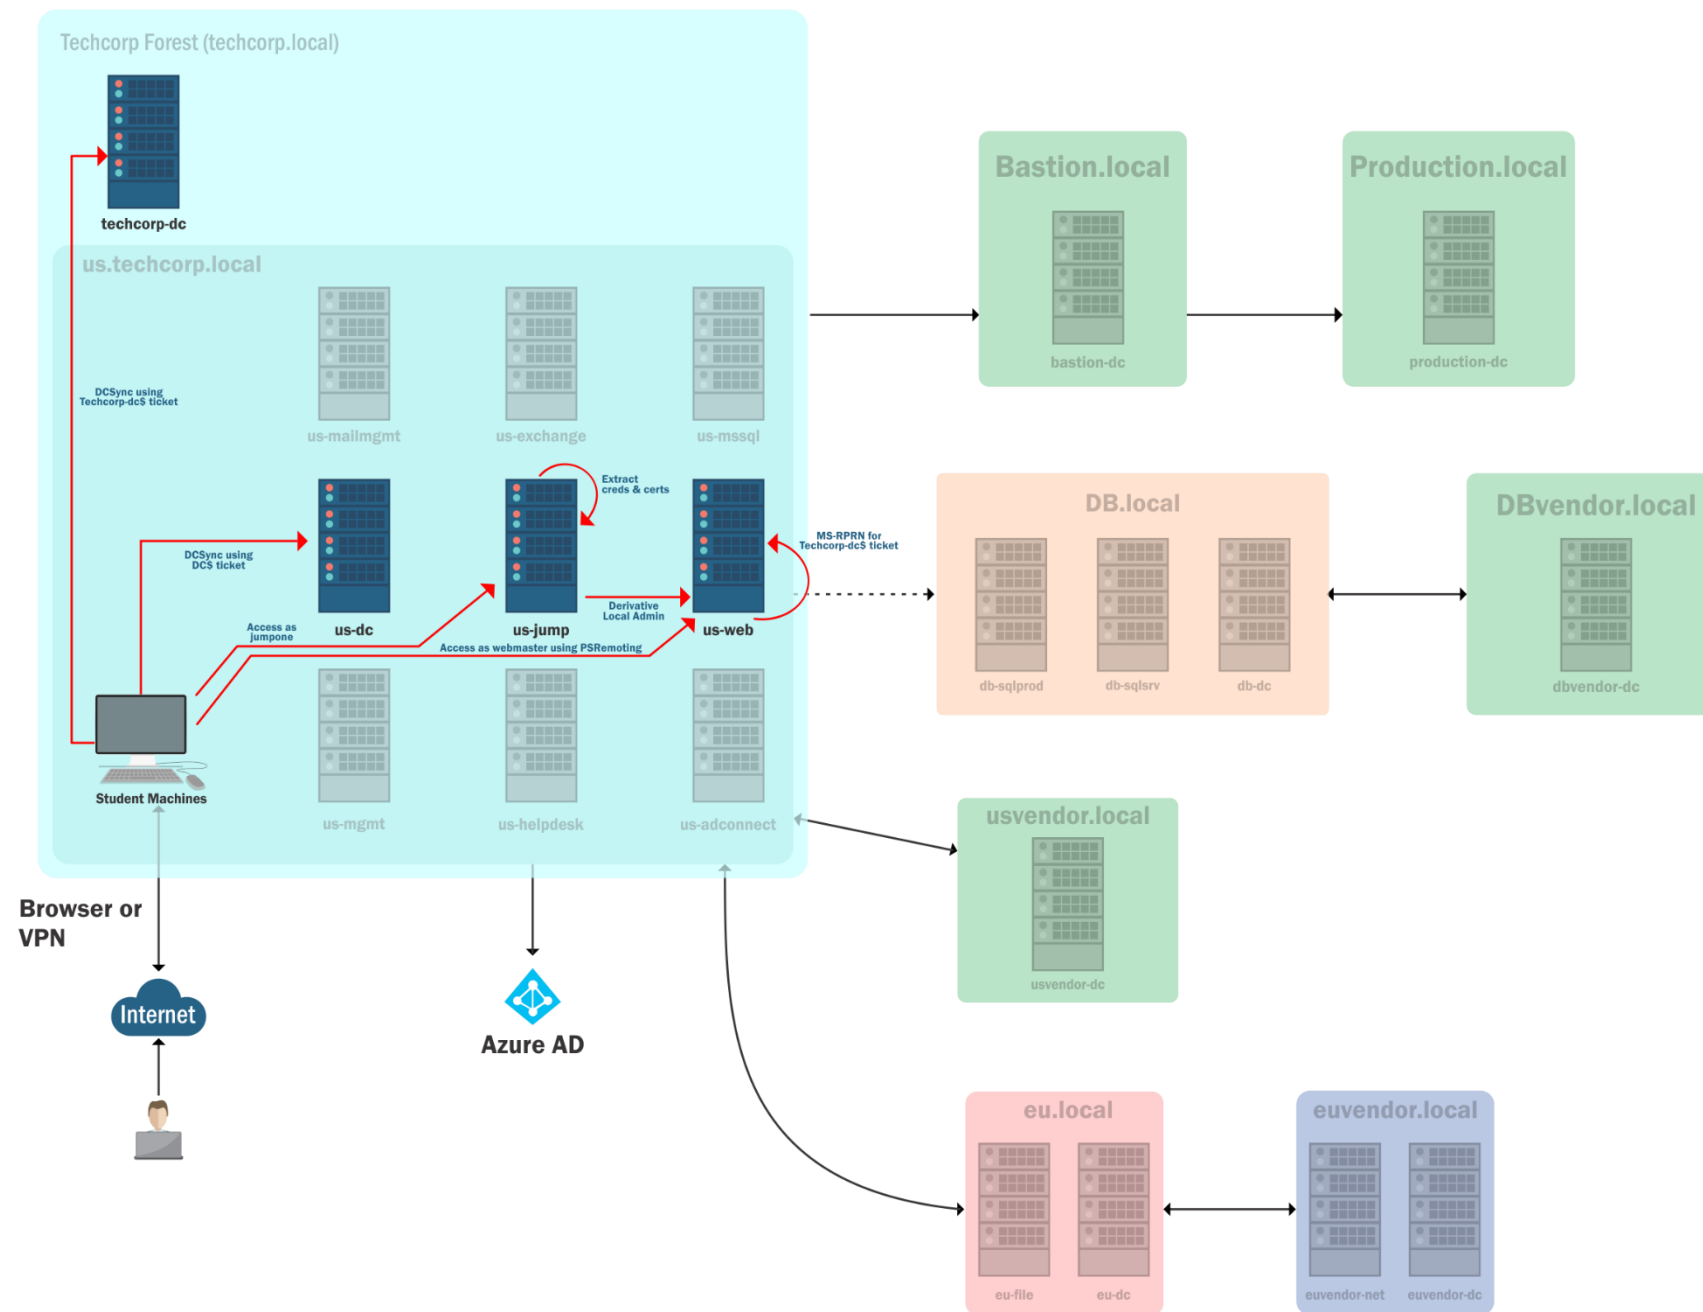 Techcorp Forest (techcorp.local)
techcorp-dc
us.techcorp.local
DCSync using
Techcorp-dc$ ticket
us-mailmgmt
us-exchange
us-mssql
Extract
creds & certs
MS-RPRN for
Techcorp-dc$ ticket
DCSync using
DC$ ticket
Derivative
Local Admin
us-dc
us-jump
us-web
Access as
jumpone
Access as webmaster using PSRemoting
Student Machines
us-mgmt
us-helpdesk
us-adconnect
Browser or
VPN
Internet
Azure AD
Bastion.local
bastion-dc
Production.local
production-dc
DB.local
db-sqlprod
db-sqlsrv
db-dc
DBvendor.local
dbvendor-dc
usvendor.local
usvendor-dc
eu.local
eu-file
eu-dc
euvendor.local
euvendor-net
euvendor-dc